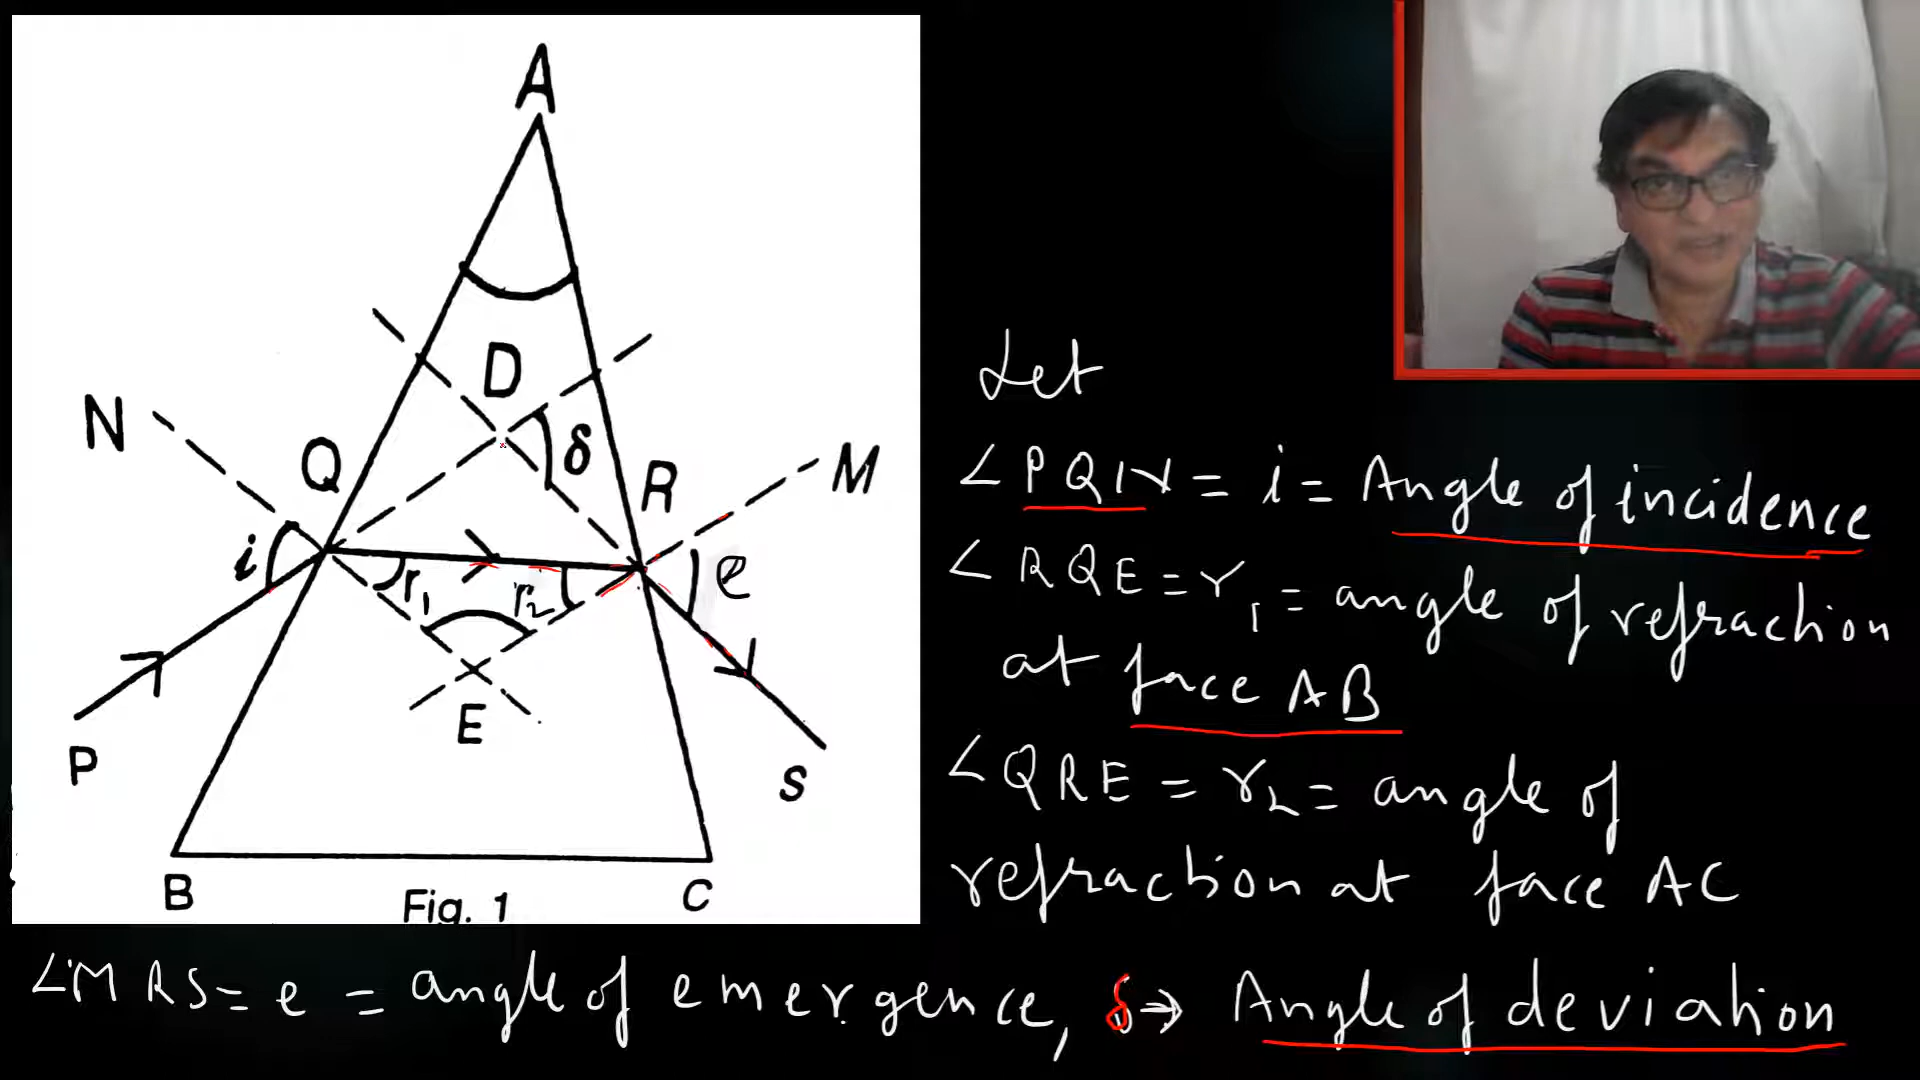 A
D
N
Q
δ
R
M
i
r₁
r₂
e
E
P
S
B
C
Fig. 1
Let
∠PQN = i = Angle of incidence
∠RQE = r₁ = angle of refraction
at face AB
∠QRE = r₂ = angle of
refraction at face AC
∠MRS = e = angle of emergence, δ → Angle of deviation